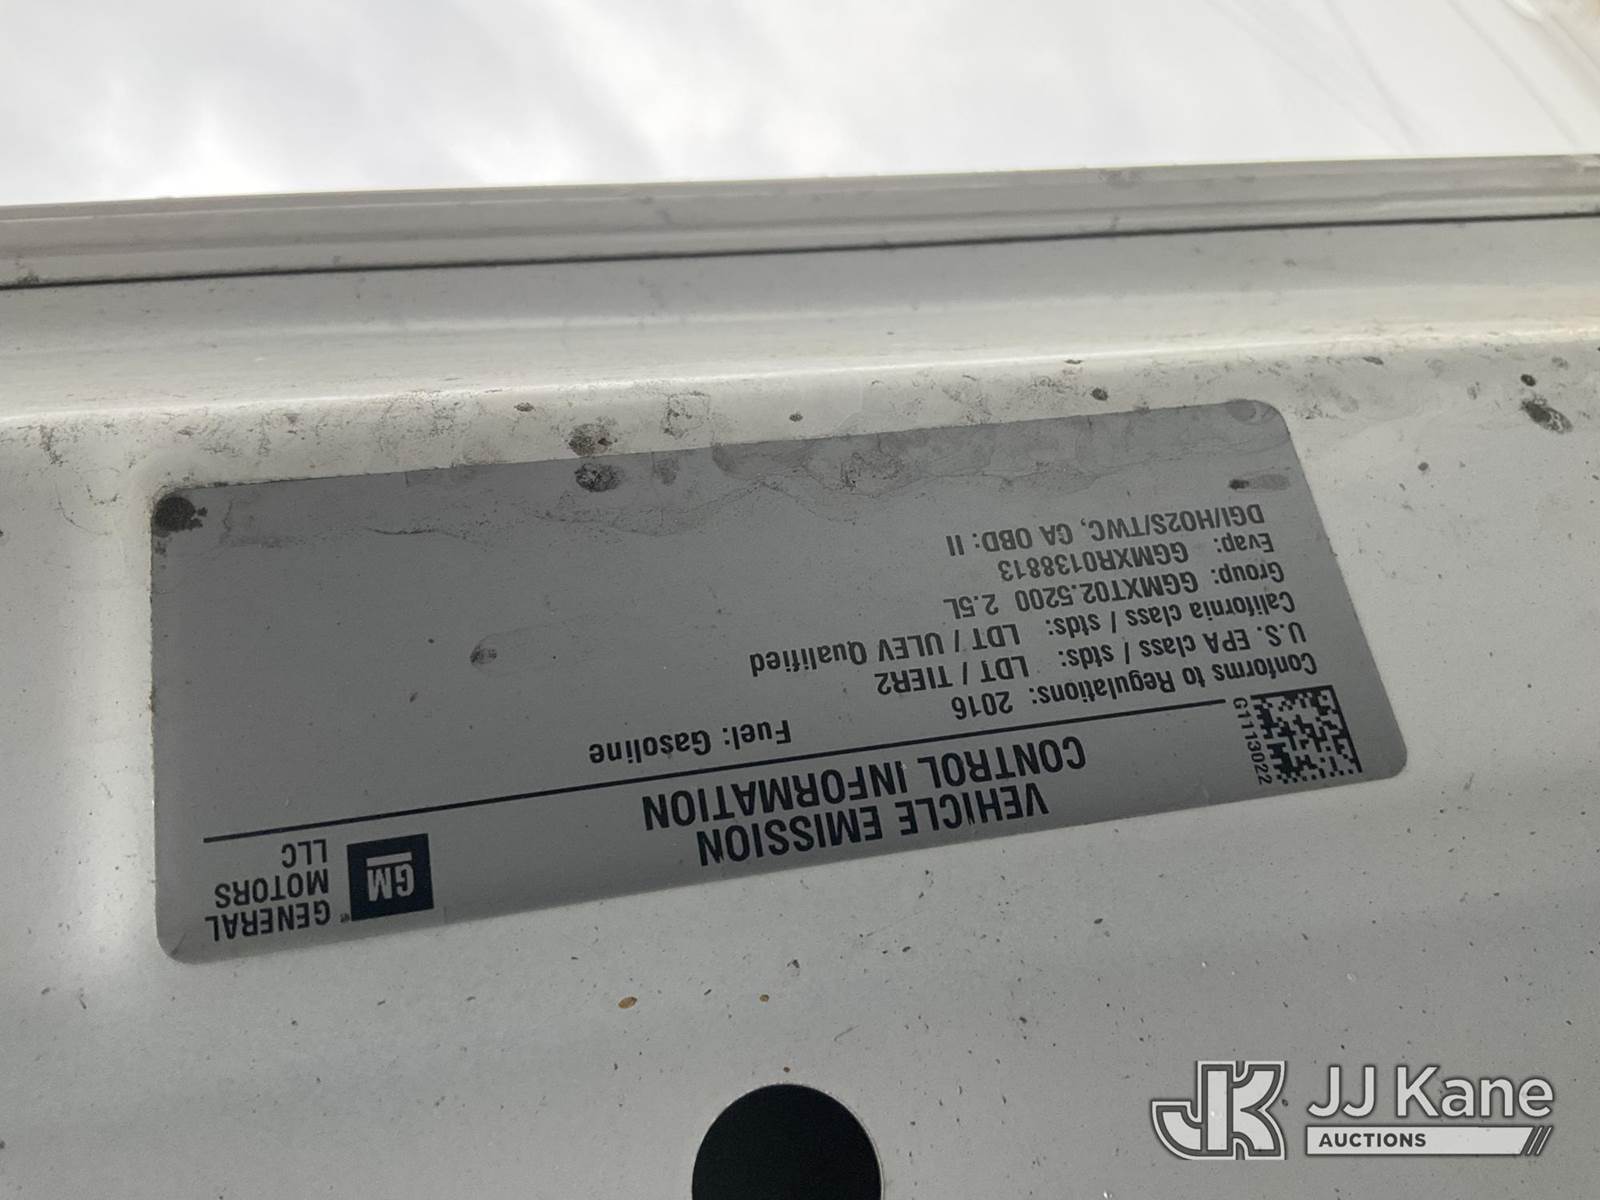 GM
GENERAL
MOTORS
LLC
VEHICLE EMISSION
CONTROL INFORMATION
G1113022
Conforms to Regulations: 2016 Fuel: Gasoline
U.S. EPA class / stds: LDT / TIER2
California class / stds: LDT / ULEV Qualified
Group: GGMXT02.5200 2.5L
Evap: GGMXR0138813
DGI/HO2S/TWC, CA OBD: II
JK JJ Kane
AUCTIONS